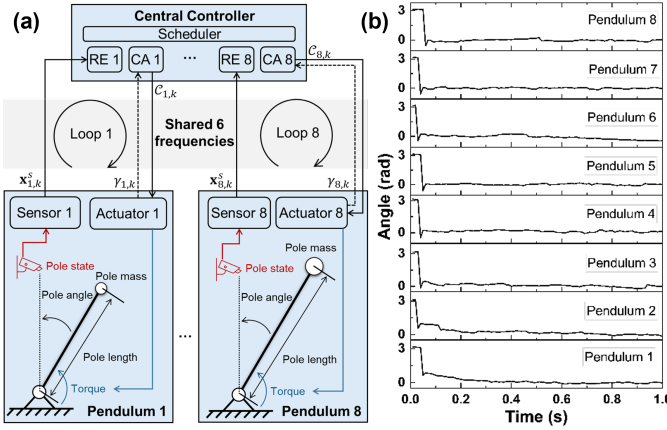 (a)
Central Controller
Scheduler
RE 1 CA 1 ... RE 8 CA 8
𝒞₁,ₖ 𝒞₈,ₖ
Loop 1 Shared 6 frequencies Loop 8
𝐱ˢ₁,ₖ γ₁,ₖ 𝐱ˢ₈,ₖ γ₈,ₖ
Sensor 1 Actuator 1 Sensor 8 Actuator 8
Pole state
Pole mass
Pole angle
Pole length
Torque
Pendulum 1
...
Pole state
Pole mass
Pole angle
Pole length
Torque
Pendulum 8
(b)
Angle (rad)
3
0
Pendulum 8
3
0
Pendulum 7
3
0
Pendulum 6
3
0
Pendulum 5
3
0
Pendulum 4
3
0
Pendulum 3
3
0
Pendulum 2
3
0
Pendulum 1
0.0 0.2 0.4 0.6 0.8 1.0
Time (s)